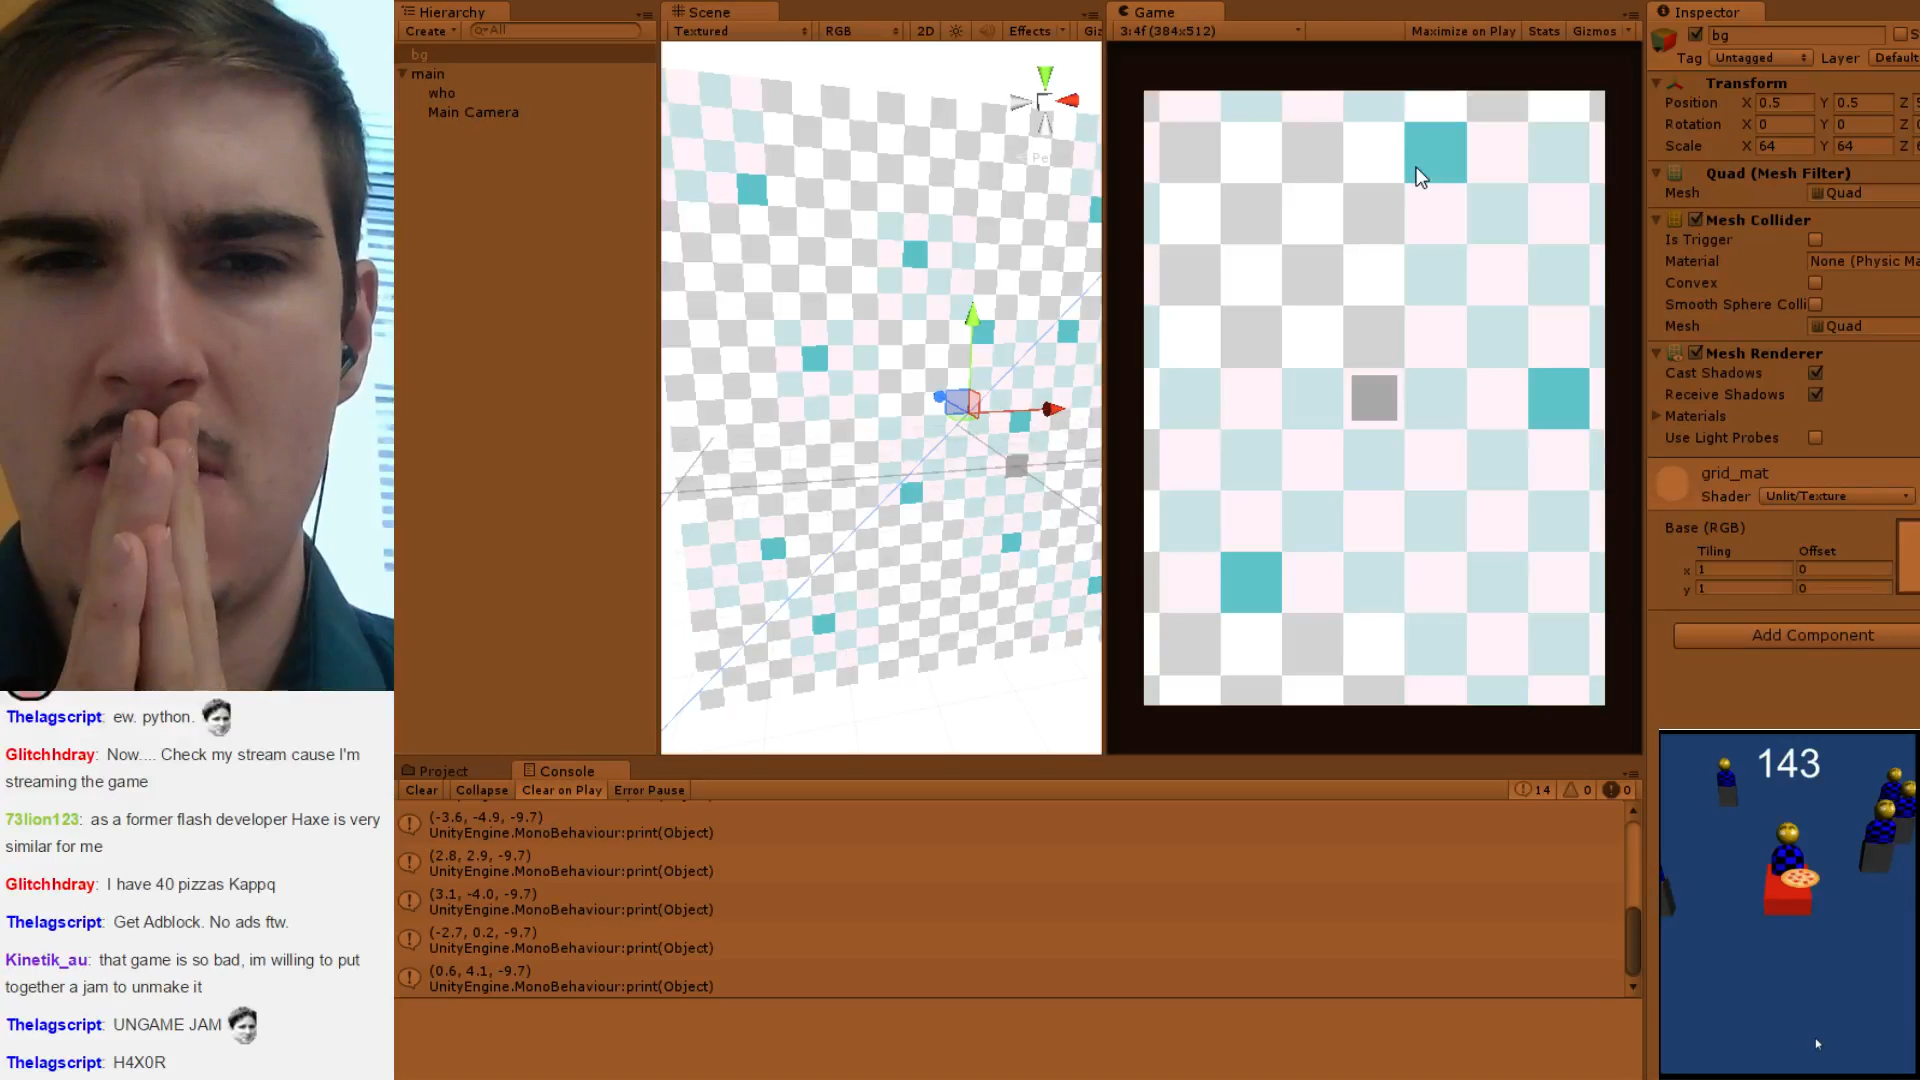 Hierarchy
Create
All
bg
main
who
Main Camera
Scene
Textured
RGB
2D
Effects
Giz
Game
3:4f (384x512)
Maximize on Play
Stats
Gizmos
Inspector
bg
S
Tag
Untagged
Layer
Default
Transform
Position X 0.5 Y 0.5 Z
Rotation X 0 Y 0 Z
Scale X 64 Y 64 Z
Quad (Mesh Filter)
Mesh Quad
Mesh Collider
Is Trigger
Material None (Physic Ma
Convex
Smooth Sphere Colli
Mesh Quad
Mesh Renderer
Cast Shadows
Receive Shadows
Materials
Use Light Probes
grid_mat
Shader Unlit/Texture
Base (RGB)
Tiling Offset
x 1 0
y 1 0
Add Component
Project
Console
Clear
Collapse
Clear on Play
Error Pause
14
0
0
(-3.6, -4.9, -9.7)
UnityEngine.MonoBehaviour:print(Object)
(2.8, 2.9, -9.7)
UnityEngine.MonoBehaviour:print(Object)
(3.1, -4.0, -9.7)
UnityEngine.MonoBehaviour:print(Object)
(-2.7, 0.2, -9.7)
UnityEngine.MonoBehaviour:print(Object)
(0.6, 4.1, -9.7)
UnityEngine.MonoBehaviour:print(Object)
Thelagscript: ew. python.
Glitchhdray: Now.... Check my stream cause I'm
streaming the game
73lion123: as a former flash developer Haxe is very
similar for me
Glitchhdray: I have 40 pizzas Kappq
Thelagscript: Get Adblock. No ads ftw.
Kinetik_au: that game is so bad, im willing to put
together a jam to unmake it
Thelagscript: UNGAME JAM
Thelagscript: H4X0R
143